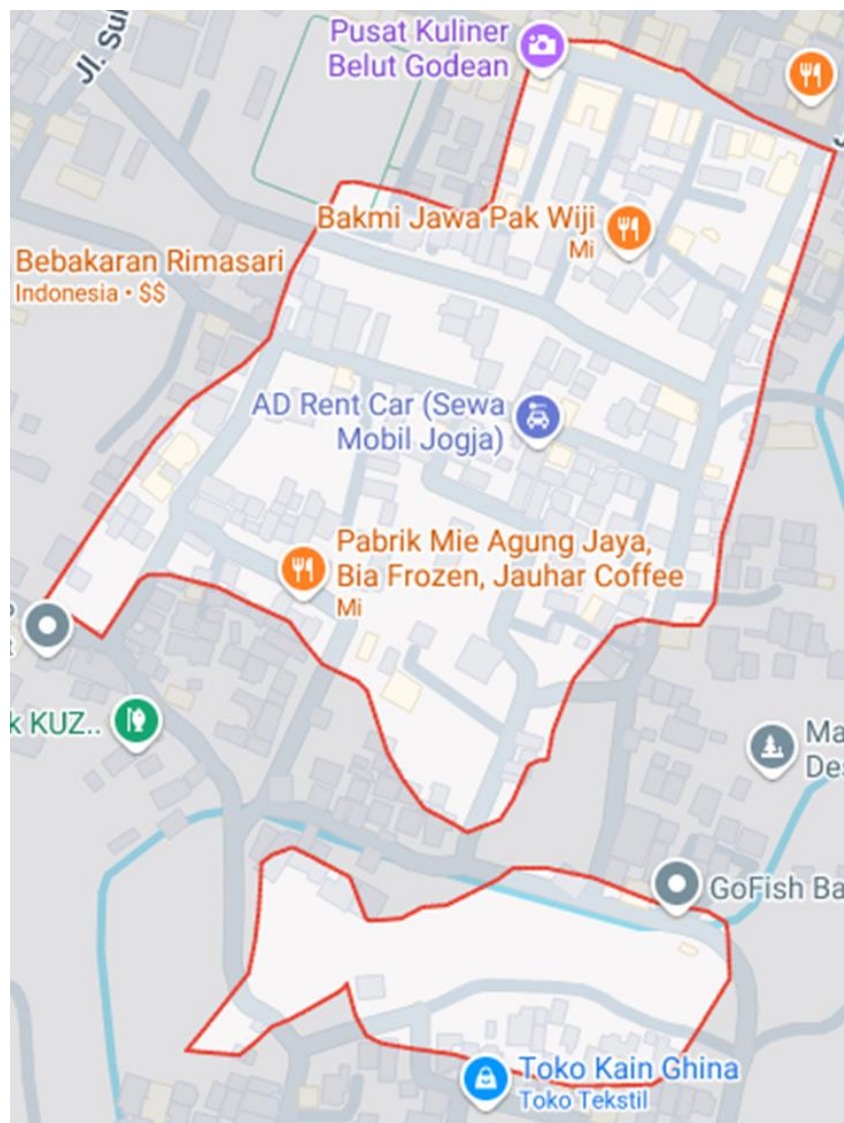 Jl. Sul
Pusat Kuliner
Belut Godean
Bakmi Jawa Pak Wiji
Mi
Bebakaran Rimasari
Indonesia • $$
AD Rent Car (Sewa
Mobil Jogja)
Pabrik Mie Agung Jaya,
Bia Frozen, Jauhar Coffee
Mi
k KUZ..
Ma
Des
GoFish Ba
Toko Kain Ghina
Toko Tekstil